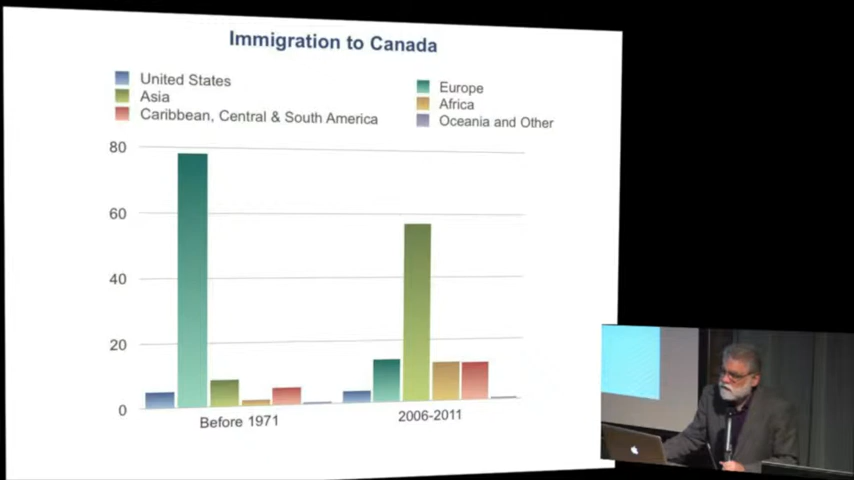 Immigration to Canada
United States
Asia
Caribbean, Central & South America
Europe
Africa
Oceania and Other
80
60
40
20
0
Before 1971
2006-2011